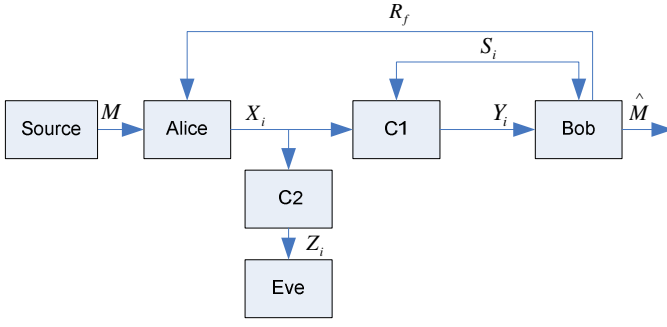 R_f
S_i
Source
M
Alice
X_i
C1
Y_i
Bob
M̂
C2
Z_i
Eve